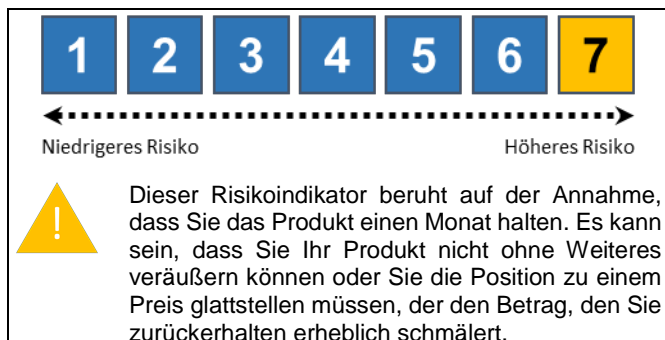 1 2 3 4 5 6 7
Niedrigeres Risiko Höheres Risiko
!
Dieser Risikoindikator beruht auf der Annahme,
dass Sie das Produkt einen Monat halten. Es kann
sein, dass Sie Ihr Produkt nicht ohne Weiteres
veräußern können oder Sie die Position zu einem
Preis glattstellen müssen, der den Betrag, den Sie
zurückerhalten erheblich schmälert.